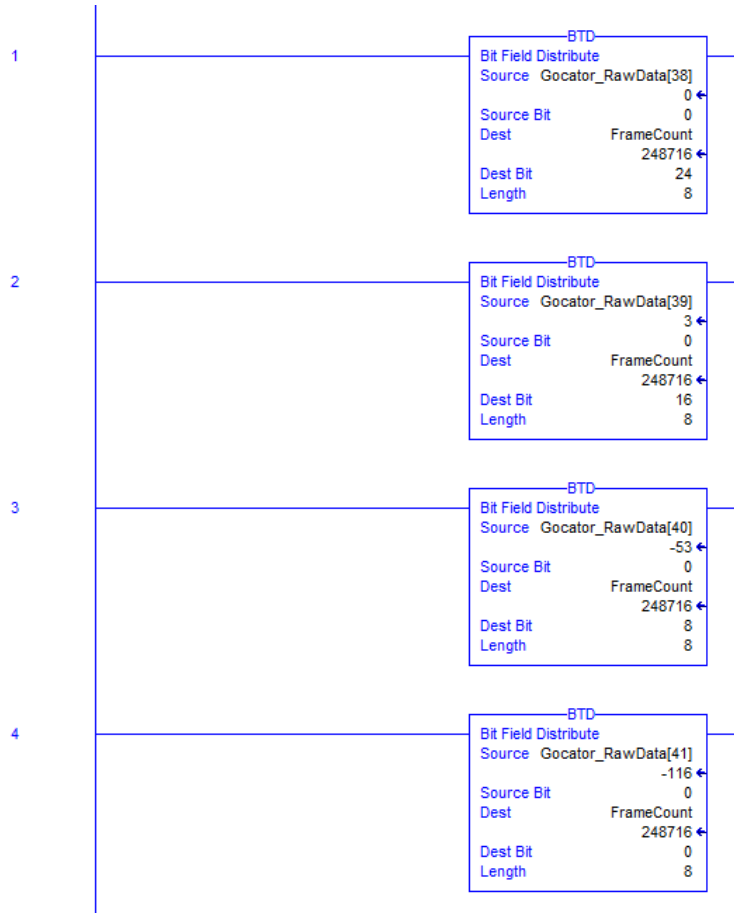 1
BTD
Bit Field Distribute
Source Gocator_RawData[38]
0
Source Bit 0
Dest FrameCount
248716
Dest Bit 24
Length 8
2
BTD
Bit Field Distribute
Source Gocator_RawData[39]
3
Source Bit 0
Dest FrameCount
248716
Dest Bit 16
Length 8
3
BTD
Bit Field Distribute
Source Gocator_RawData[40]
-53
Source Bit 0
Dest FrameCount
248716
Dest Bit 8
Length 8
4
BTD
Bit Field Distribute
Source Gocator_RawData[41]
-116
Source Bit 0
Dest FrameCount
248716
Dest Bit 0
Length 8